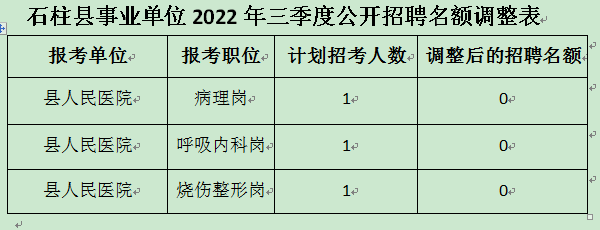 石柱县事业单位 2022 年三季度公开招聘名额调整表
报考单位 报考职位 计划招考人数 调整后的招聘名额
县人民医院 病理岗 1 0
县人民医院 呼吸内科岗 1 0
县人民医院 烧伤整形岗 1 0